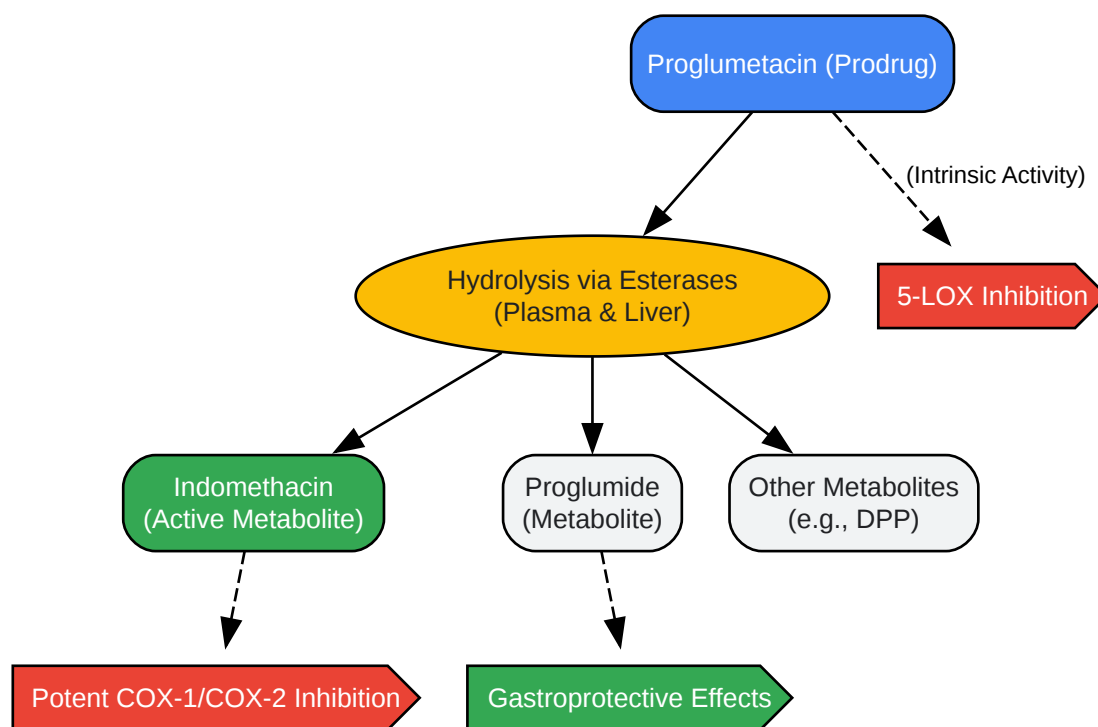 Proglumetacin (Prodrug)
(Intrinsic Activity)
Hydrolysis via Esterases
(Plasma & Liver)
5-LOX Inhibition
Indomethacin
(Active Metabolite)
Proglumide
(Metabolite)
Other Metabolites
(e.g., DPP)
Potent COX-1/COX-2 Inhibition
Gastroprotective Effects